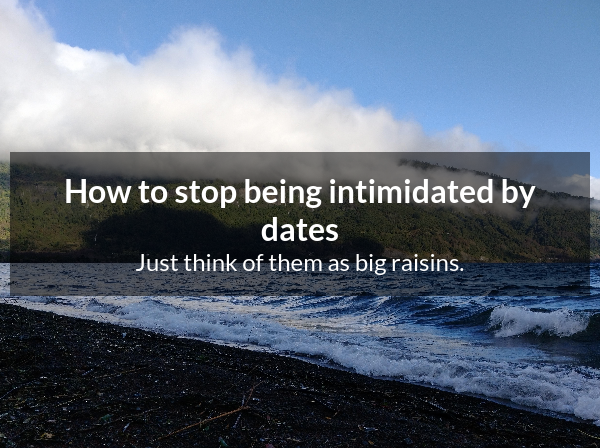 How to stop being intimidated by
dates
Just think of them as big raisins.